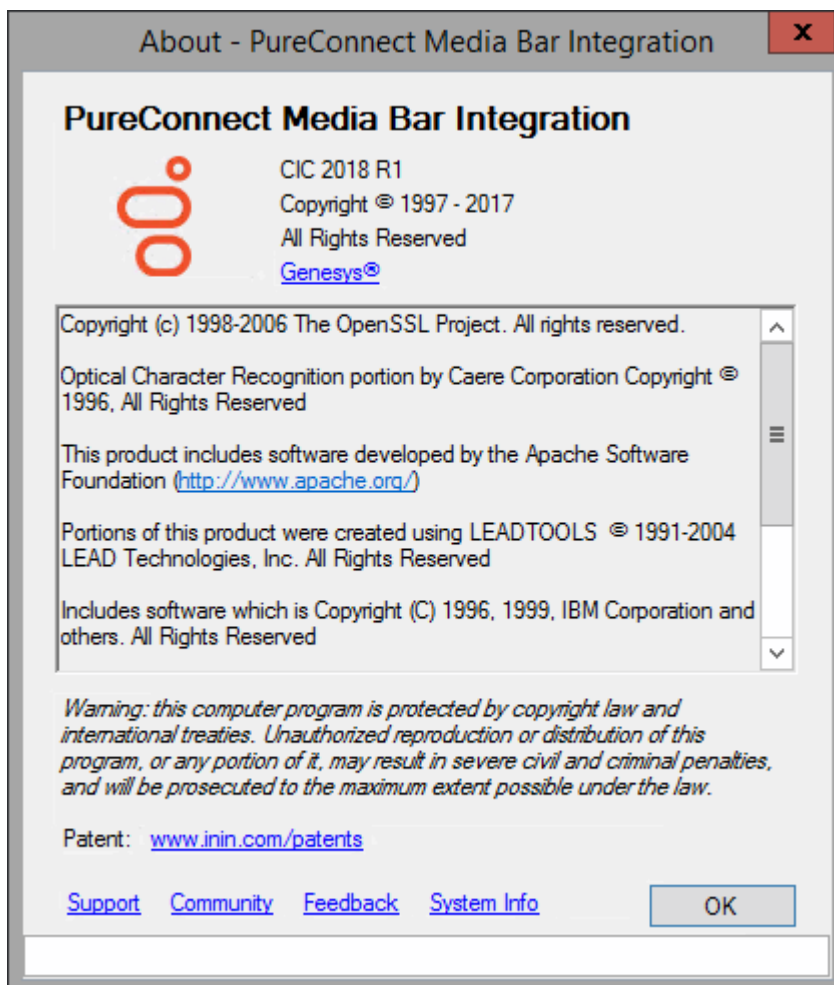 About - PureConnect Media Bar Integration
x
PureConnect Media Bar Integration
CIC 2018 R1
Copyright © 1997 - 2017
All Rights Reserved
Genesys®
Copyright (c) 1998-2006 The OpenSSL Project. All rights reserved.
Optical Character Recognition portion by Caere Corporation Copyright ©
1996, All Rights Reserved
This product includes software developed by the Apache Software
Foundation (http://www.apache.org/)
Portions of this product were created using LEADTOOLS © 1991-2004
LEAD Technologies, Inc. All Rights Reserved
Includes software which is Copyright (C) 1996, 1999, IBM Corporation and
others. All Rights Reserved
Warning: this computer program is protected by copyright law and
international treaties. Unauthorized reproduction or distribution of this
program, or any portion of it, may result in severe civil and criminal penalties,
and will be prosecuted to the maximum extent possible under the law.
Patent: www.inin.com/patents
Support Community Feedback System Info OK